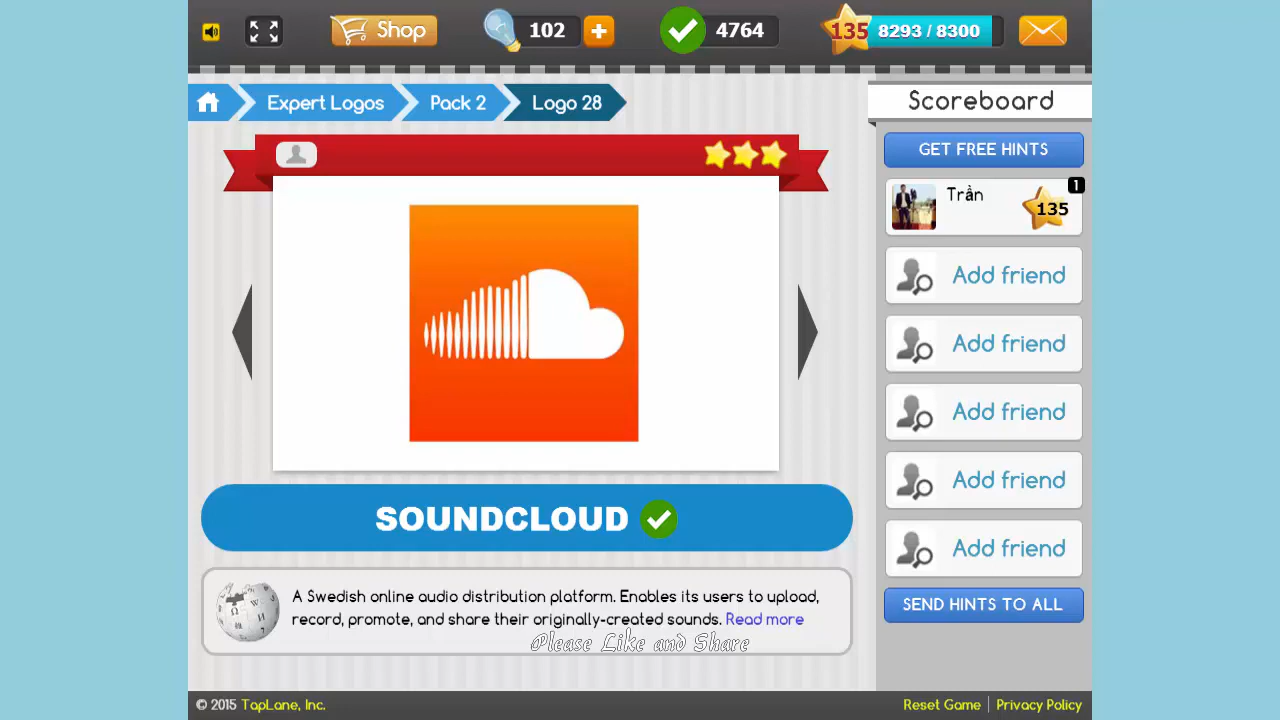 Shop
102
4764
135
8293 / 8300
Expert Logos
Pack 2
Logo 28
Scoreboard
GET FREE HINTS
Trần
135
1
Add friend
Add friend
Add friend
Add friend
Add friend
SEND HINTS TO ALL
SOUNDCLOUD
A Swedish online audio distribution platform. Enables its users to upload,
record, promote, and share their originally-created sounds. Read more
Please Like and Share
© 2015 TapLane, Inc.
Reset Game
Privacy Policy